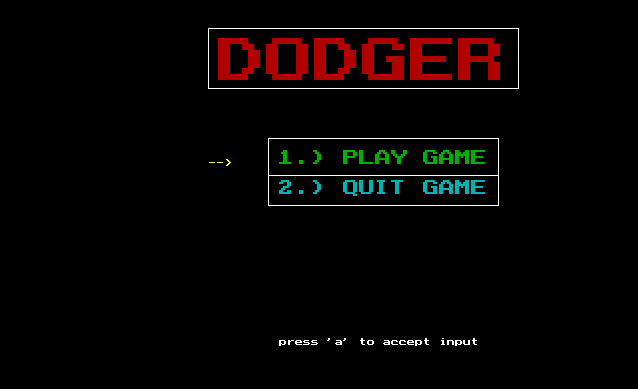 DODGER
--> 1.) PLAY GAME
2.) QUIT GAME
press 'a' to accept input